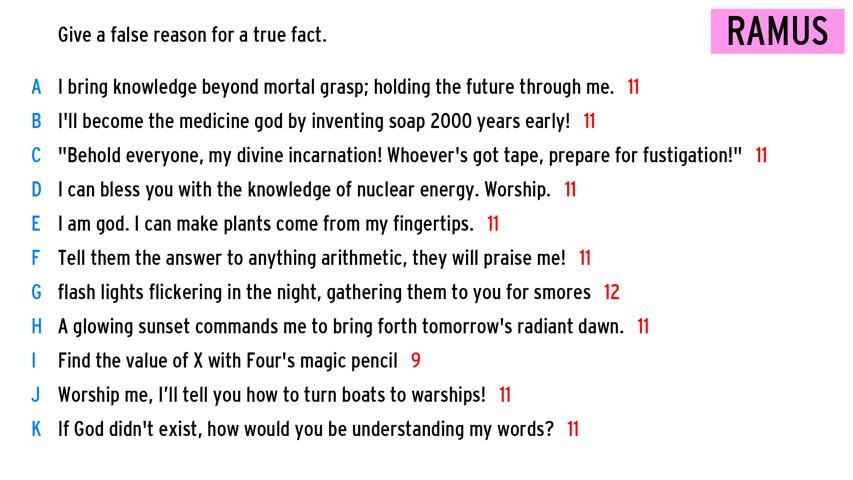 Give a false reason for a true fact.
RAMUS
A I bring knowledge beyond mortal grasp; holding the future through me. 11
B I'll become the medicine god by inventing soap 2000 years early! 11
C "Behold everyone, my divine incarnation! Whoever's got tape, prepare for fustigation!" 11
D I can bless you with the knowledge of nuclear energy. Worship. 11
E I am god. I can make plants come from my fingertips. 11
F Tell them the answer to anything arithmetic, they will praise me! 11
G flash lights flickering in the night, gathering them to you for smores 12
H A glowing sunset commands me to bring forth tomorrow's radiant dawn. 11
I Find the value of X with Four's magic pencil 9
J Worship me, I’ll tell you how to turn boats to warships! 11
K If God didn't exist, how would you be understanding my words? 11